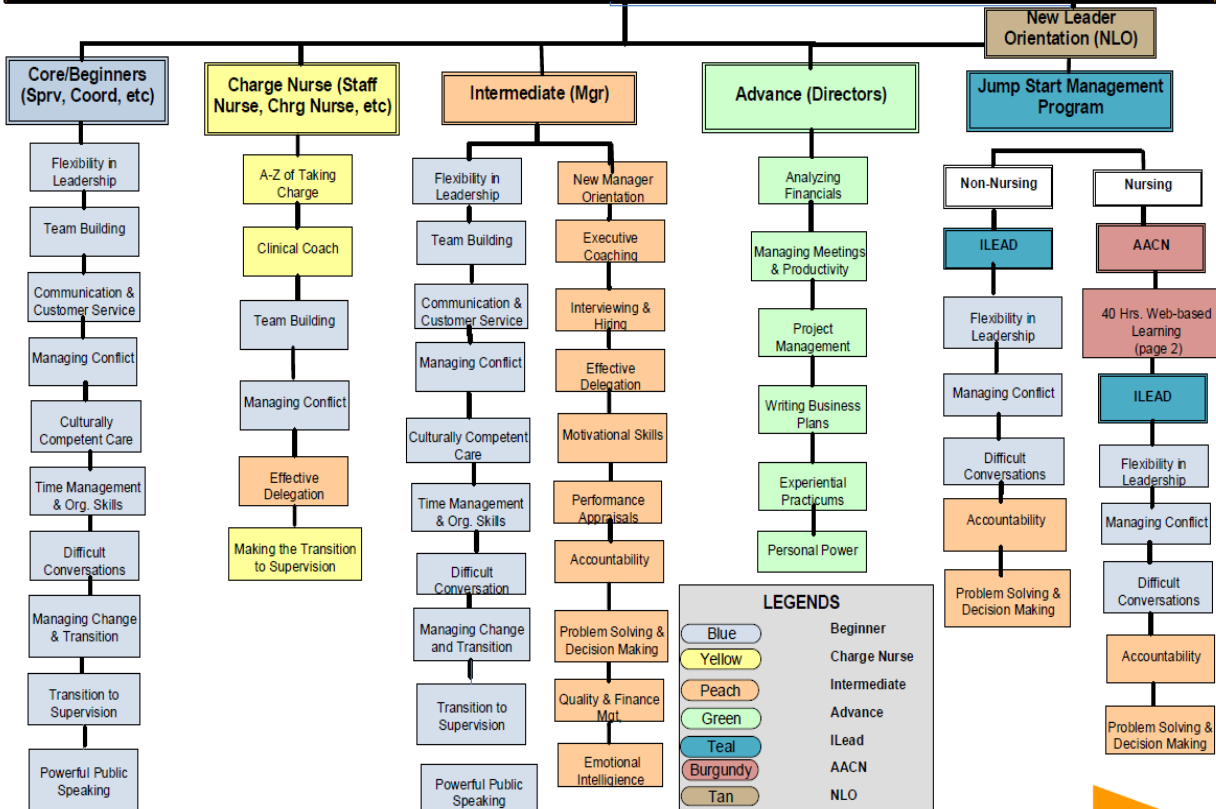 New Leader
Orientation (NLO)
Core/Beginners
(Sprv, Coord, etc)
Charge Nurse (Staff
Nurse, Chrg Nurse, etc)
Intermediate (Mgr)
Advance (Directors)
Jump Start Management
Program
Flexibility in
Leadership
Team Building
Communication &
Customer Service
Managing Conflict
Culturally
Competent Care
Time Management
& Org. Skills
Difficult
Conversations
Managing Change
& Transition
Transition to
Supervision
Powerful Public
Speaking
A-Z of Taking
Charge
Clinical Coach
Team Building
Managing Conflict
Effective
Delegation
Making the Transition
to Supervision
Flexibility in
Leadership
Team Building
Communication &
Customer Service
Managing Conflict
Culturally Competent
Care
Time Management
& Org. Skills
Difficult
Conversation
Managing Change
and Transition
Transition to
Supervision
Powerful Public
Speaking
New Manager
Orientation
Executive
Coaching
Interviewing &
Hiring
Effective
Delegation
Motivational Skills
Performance
Appraisals
Accountability
Problem Solving &
Decision Making
Quality & Finance
Mgt,
Emotional
Intelligience
Analyzing
Financials
Managing Meetings
& Productivity
Project
Management
Writing Business
Plans
Experiential
Practicums
Personal Power
Non-Nursing
ILEAD
Flexibility in
Leadership
Managing Conflict
Difficult
Conversations
Accountability
Problem Solving &
Decision Making
Nursing
AACN
40 Hrs. Web-based
Learning
(page 2)
ILEAD
Flexibility in
Leadership
Managing Conflict
Difficult
Conversations
Accountability
Problem Solving &
Decision Making
LEGENDS
Blue Beginner
Yellow Charge Nurse
Peach Intermediate
Green Advance
Teal ILead
Burgundy AACN
Tan NLO